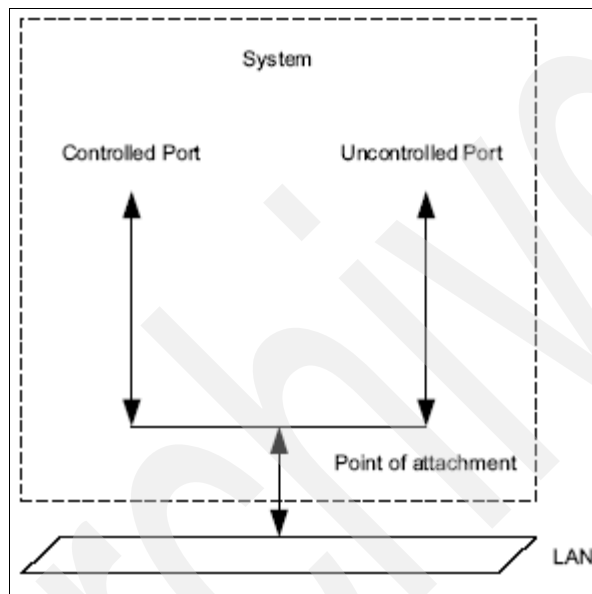 System
Controlled Port
Uncontrolled Port
Point of attachment
LAN